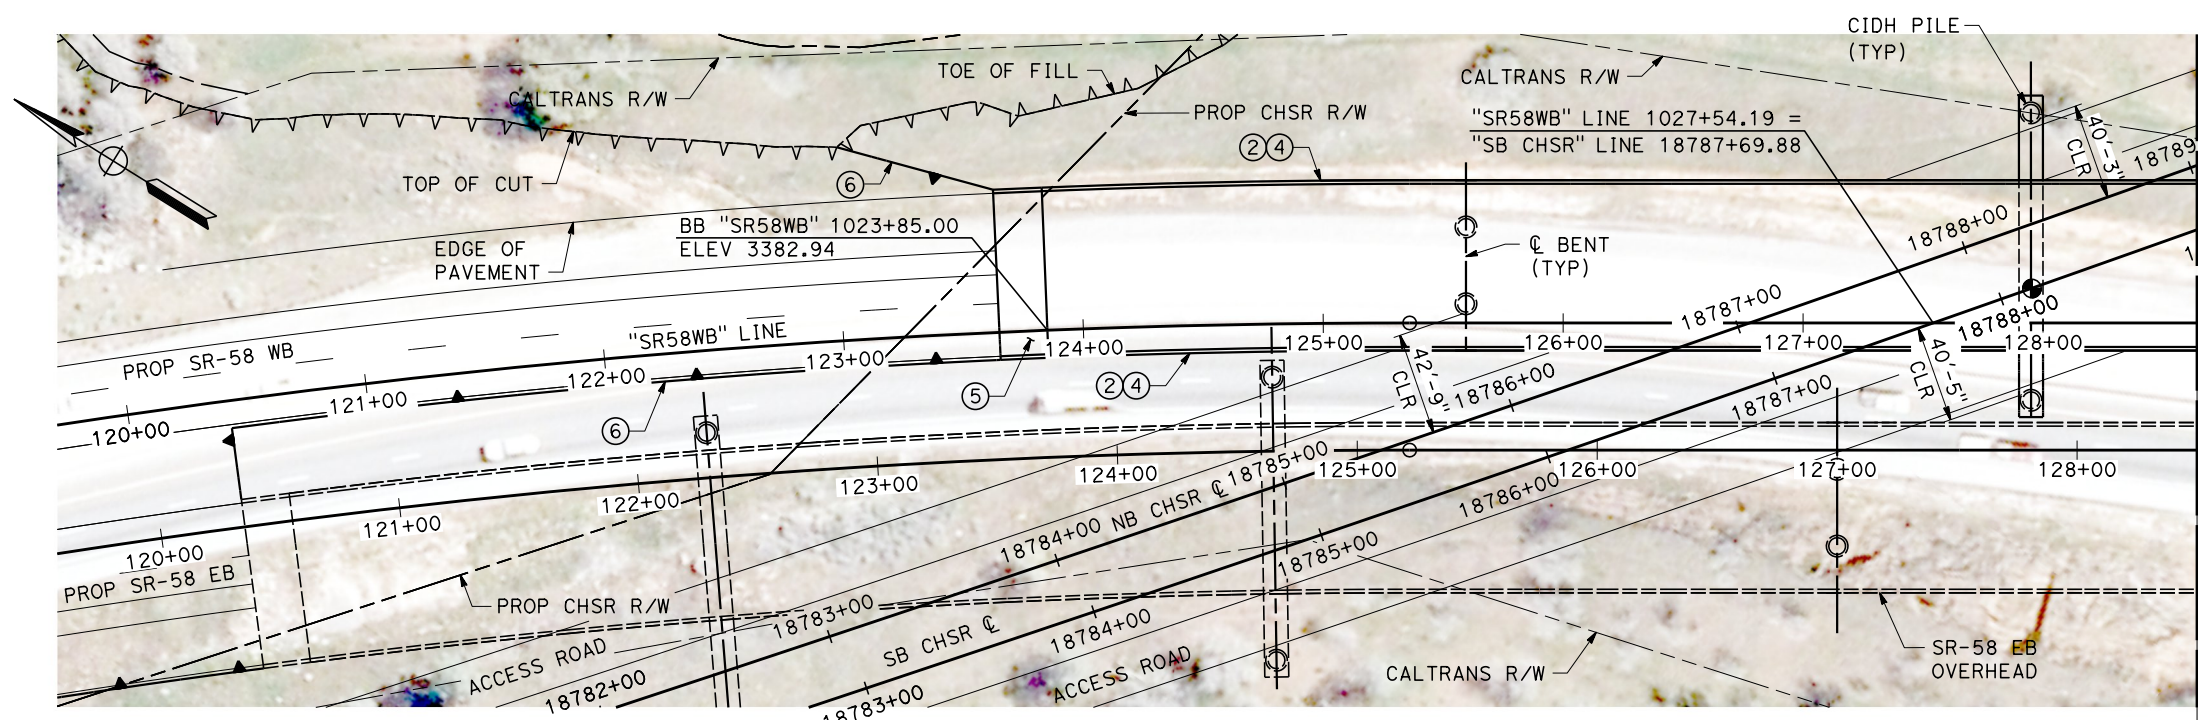 CIDH PILE
(TYP)
TOE OF FILL
CALTRANS R/W
CALTRANS R/W
PROP CHSR R/W
"SR58WB" LINE 1027+54.19 =
"SB CHSR" LINE 18787+69.88
2 4
40'-3"
CLR
18789
TOP OF CUT
6
BB "SR58WB" 1023+85.00
ELEV 3382.94
EDGE OF
PAVEMENT
℄ BENT
(TYP)
18788+00
18787+00
18788+00
"SR58WB" LINE
PROP SR-58 WB
120+00
121+00
122+00
123+00
124+00
125+00
126+00
127+00
128+00
42'-9"
CLR
40'-5"
CLR
18786+00
18787+00
5
2 4
6
120+00
121+00
122+00
123+00
124+00
125+00
126+00
127+00
128+00
18785+00
18786+00
NB CHSR ℄
18784+00
18785+00
PROP SR-58 EB
PROP CHSR R/W
18783+00
18784+00
SB CHSR ℄
ACCESS ROAD
18782+00
18783+00
ACCESS ROAD
CALTRANS R/W
SR-58 EB
OVERHEAD